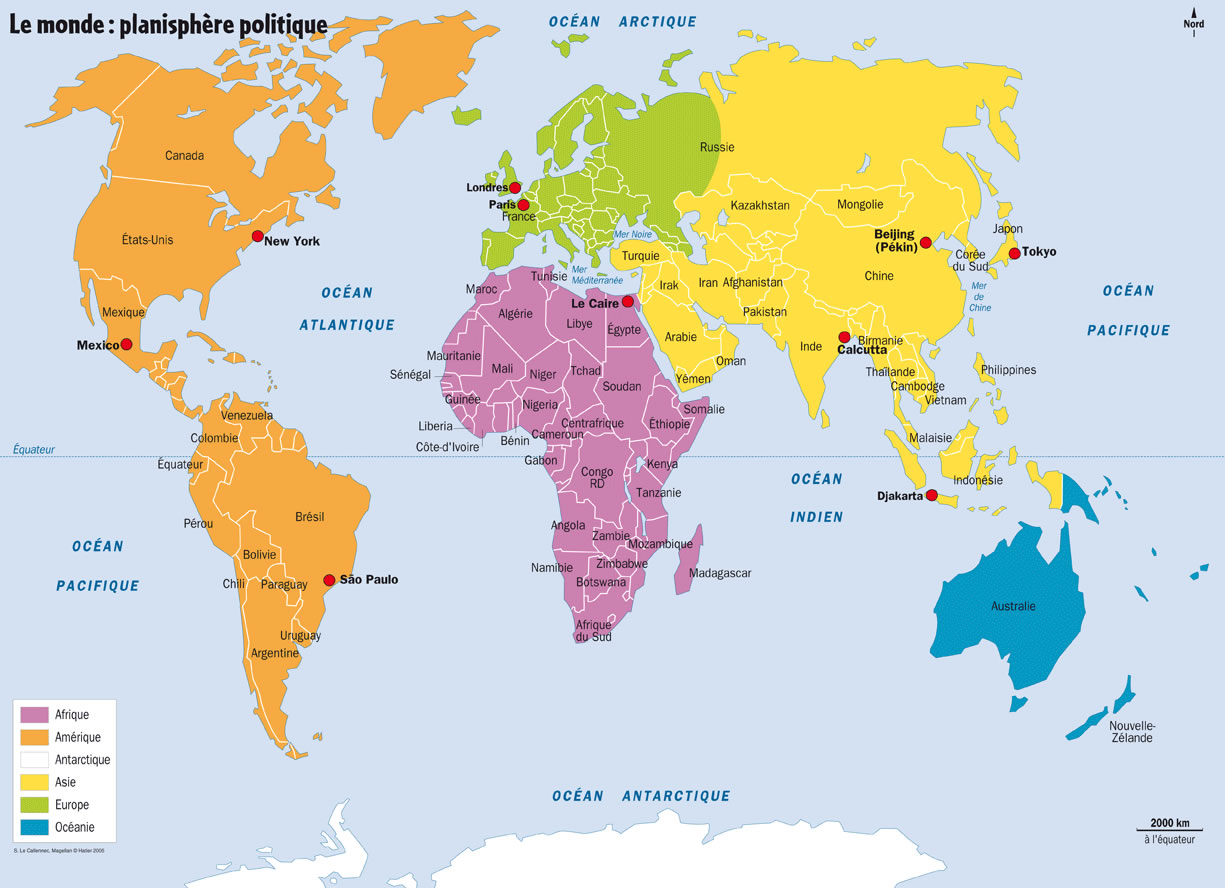 Le monde : planisphère politique
OCÉAN ARCTIQUE
Nord
Canada
Russie
Londres
Paris
France
Kazakhstan
Mongolie
États-Unis
New York
Mer Noire
Turquie
Beijing
(Pékin)
Japon
Tokyo
Corée
du Sud
Chine
Mer
de
Chine
Tunisie
Mer
Méditerranée
Maroc
Irak
Iran
Afghanistan
OCÉAN
ATLANTIQUE
OCÉAN
PACIFIQUE
Mexique
Mexico
Algérie
Libye
Le Caire
Égypte
Pakistan
Arabie
Oman
Yémen
Inde
Calcutta
Birmanie
Thaïlande
Cambodge
Vietnam
Philippines
Mauritanie
Mali
Niger
Tchad
Soudan
Sénégal
Guinée
Nigeria
Somalie
Éthiopie
Centrafrique
Liberia
Côte-d'Ivoire
Bénin
Cameroun
Venezuela
Colombie
Malaisie
Équateur
Équateur
Gabon
Congo
RD
Kenya
Tanzanie
OCÉAN
INDIEN
Djakarta
Indonésie
Pérou
Brésil
Angola
Zambie
Mozambique
OCÉAN
PACIFIQUE
Bolivie
Chili
Paraguay
São Paulo
Namibie
Zimbabwe
Botswana
Madagascar
Australie
Afrique
du Sud
Uruguay
Argentine
Nouvelle-
Zélande
Afrique
Amérique
Antarctique
Asie
Europe
Océanie
OCÉAN ANTARCTIQUE
2000 km
à l'équateur
S. Le Callennec, Magellan © Hatier 2005